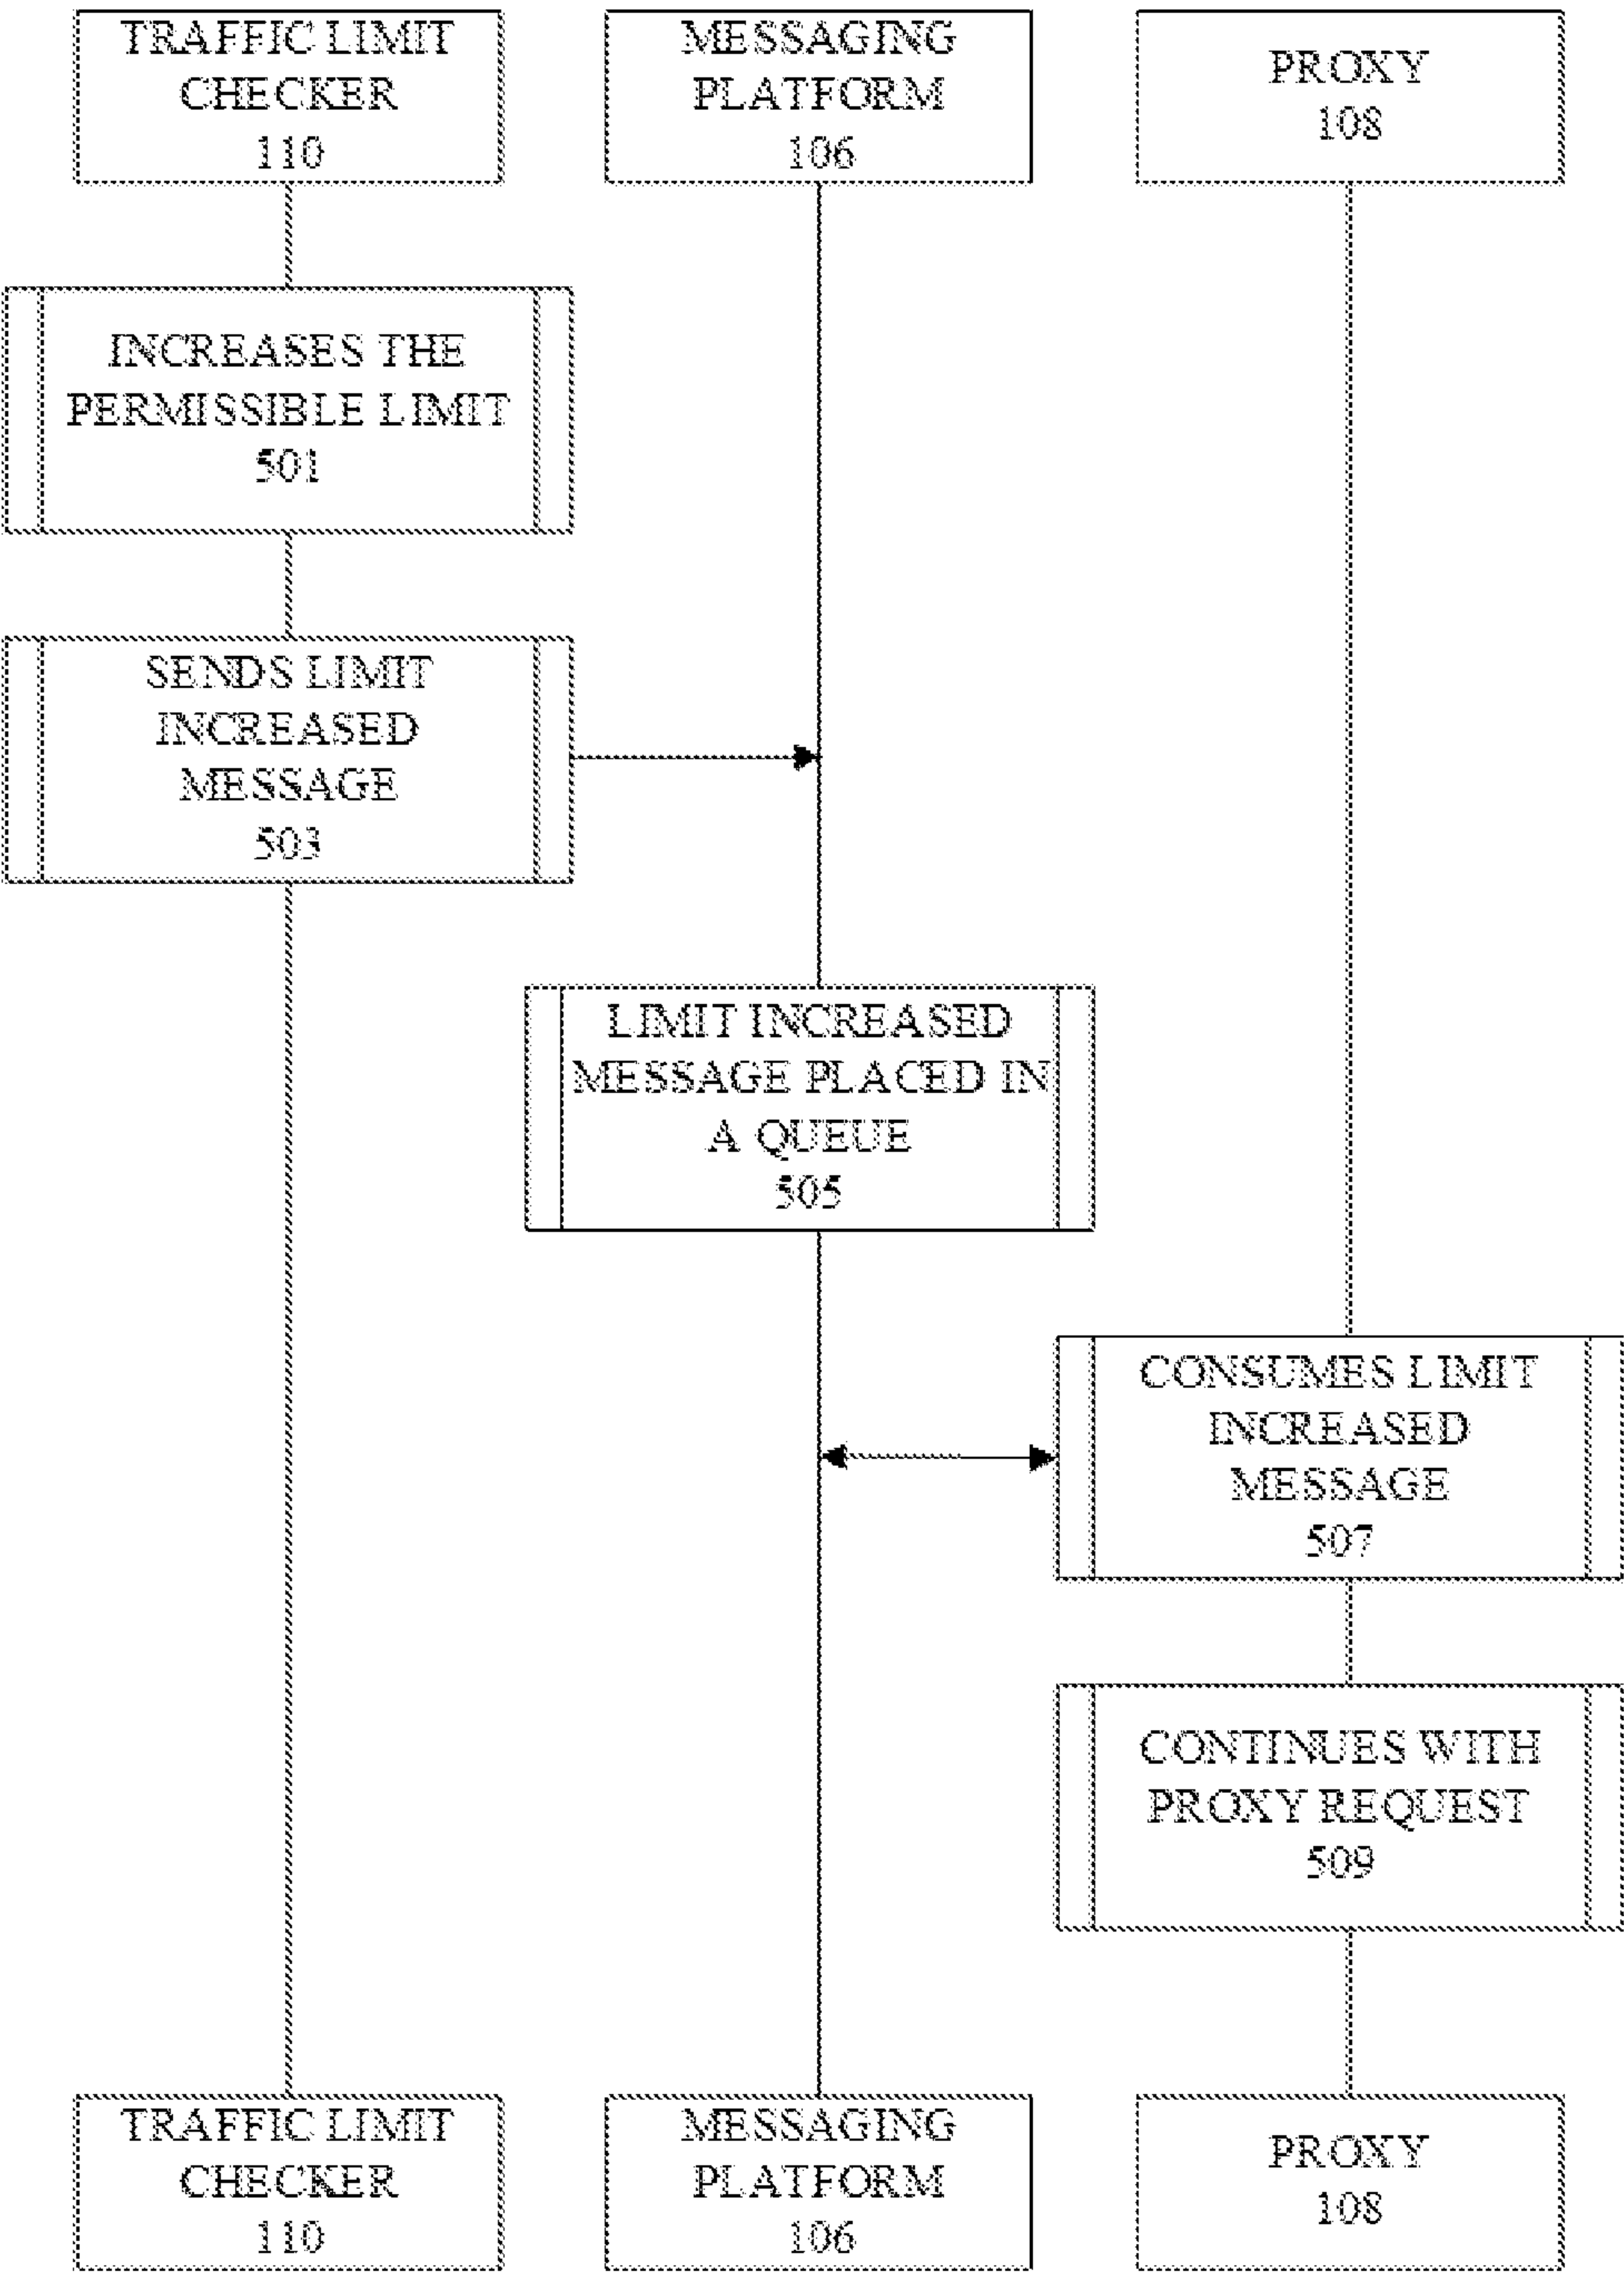 TRAFFIC LIMIT
CHECKER
110
MESSAGING
PLATFORM
106
PROXY
108
INCREASES THE
PERMISSIBLE LIMIT
501
SENDS LIMIT
INCREASED
MESSAGE
503
LIMIT INCREASED
MESSAGE PLACED IN
A QUEUE
505
CONSUMES LIMIT
INCREASED
MESSAGE
507
CONTINUES WITH
PROXY REQUEST
509
TRAFFIC LIMIT
CHECKER
110
MESSAGING
PLATFORM
106
PROXY
108